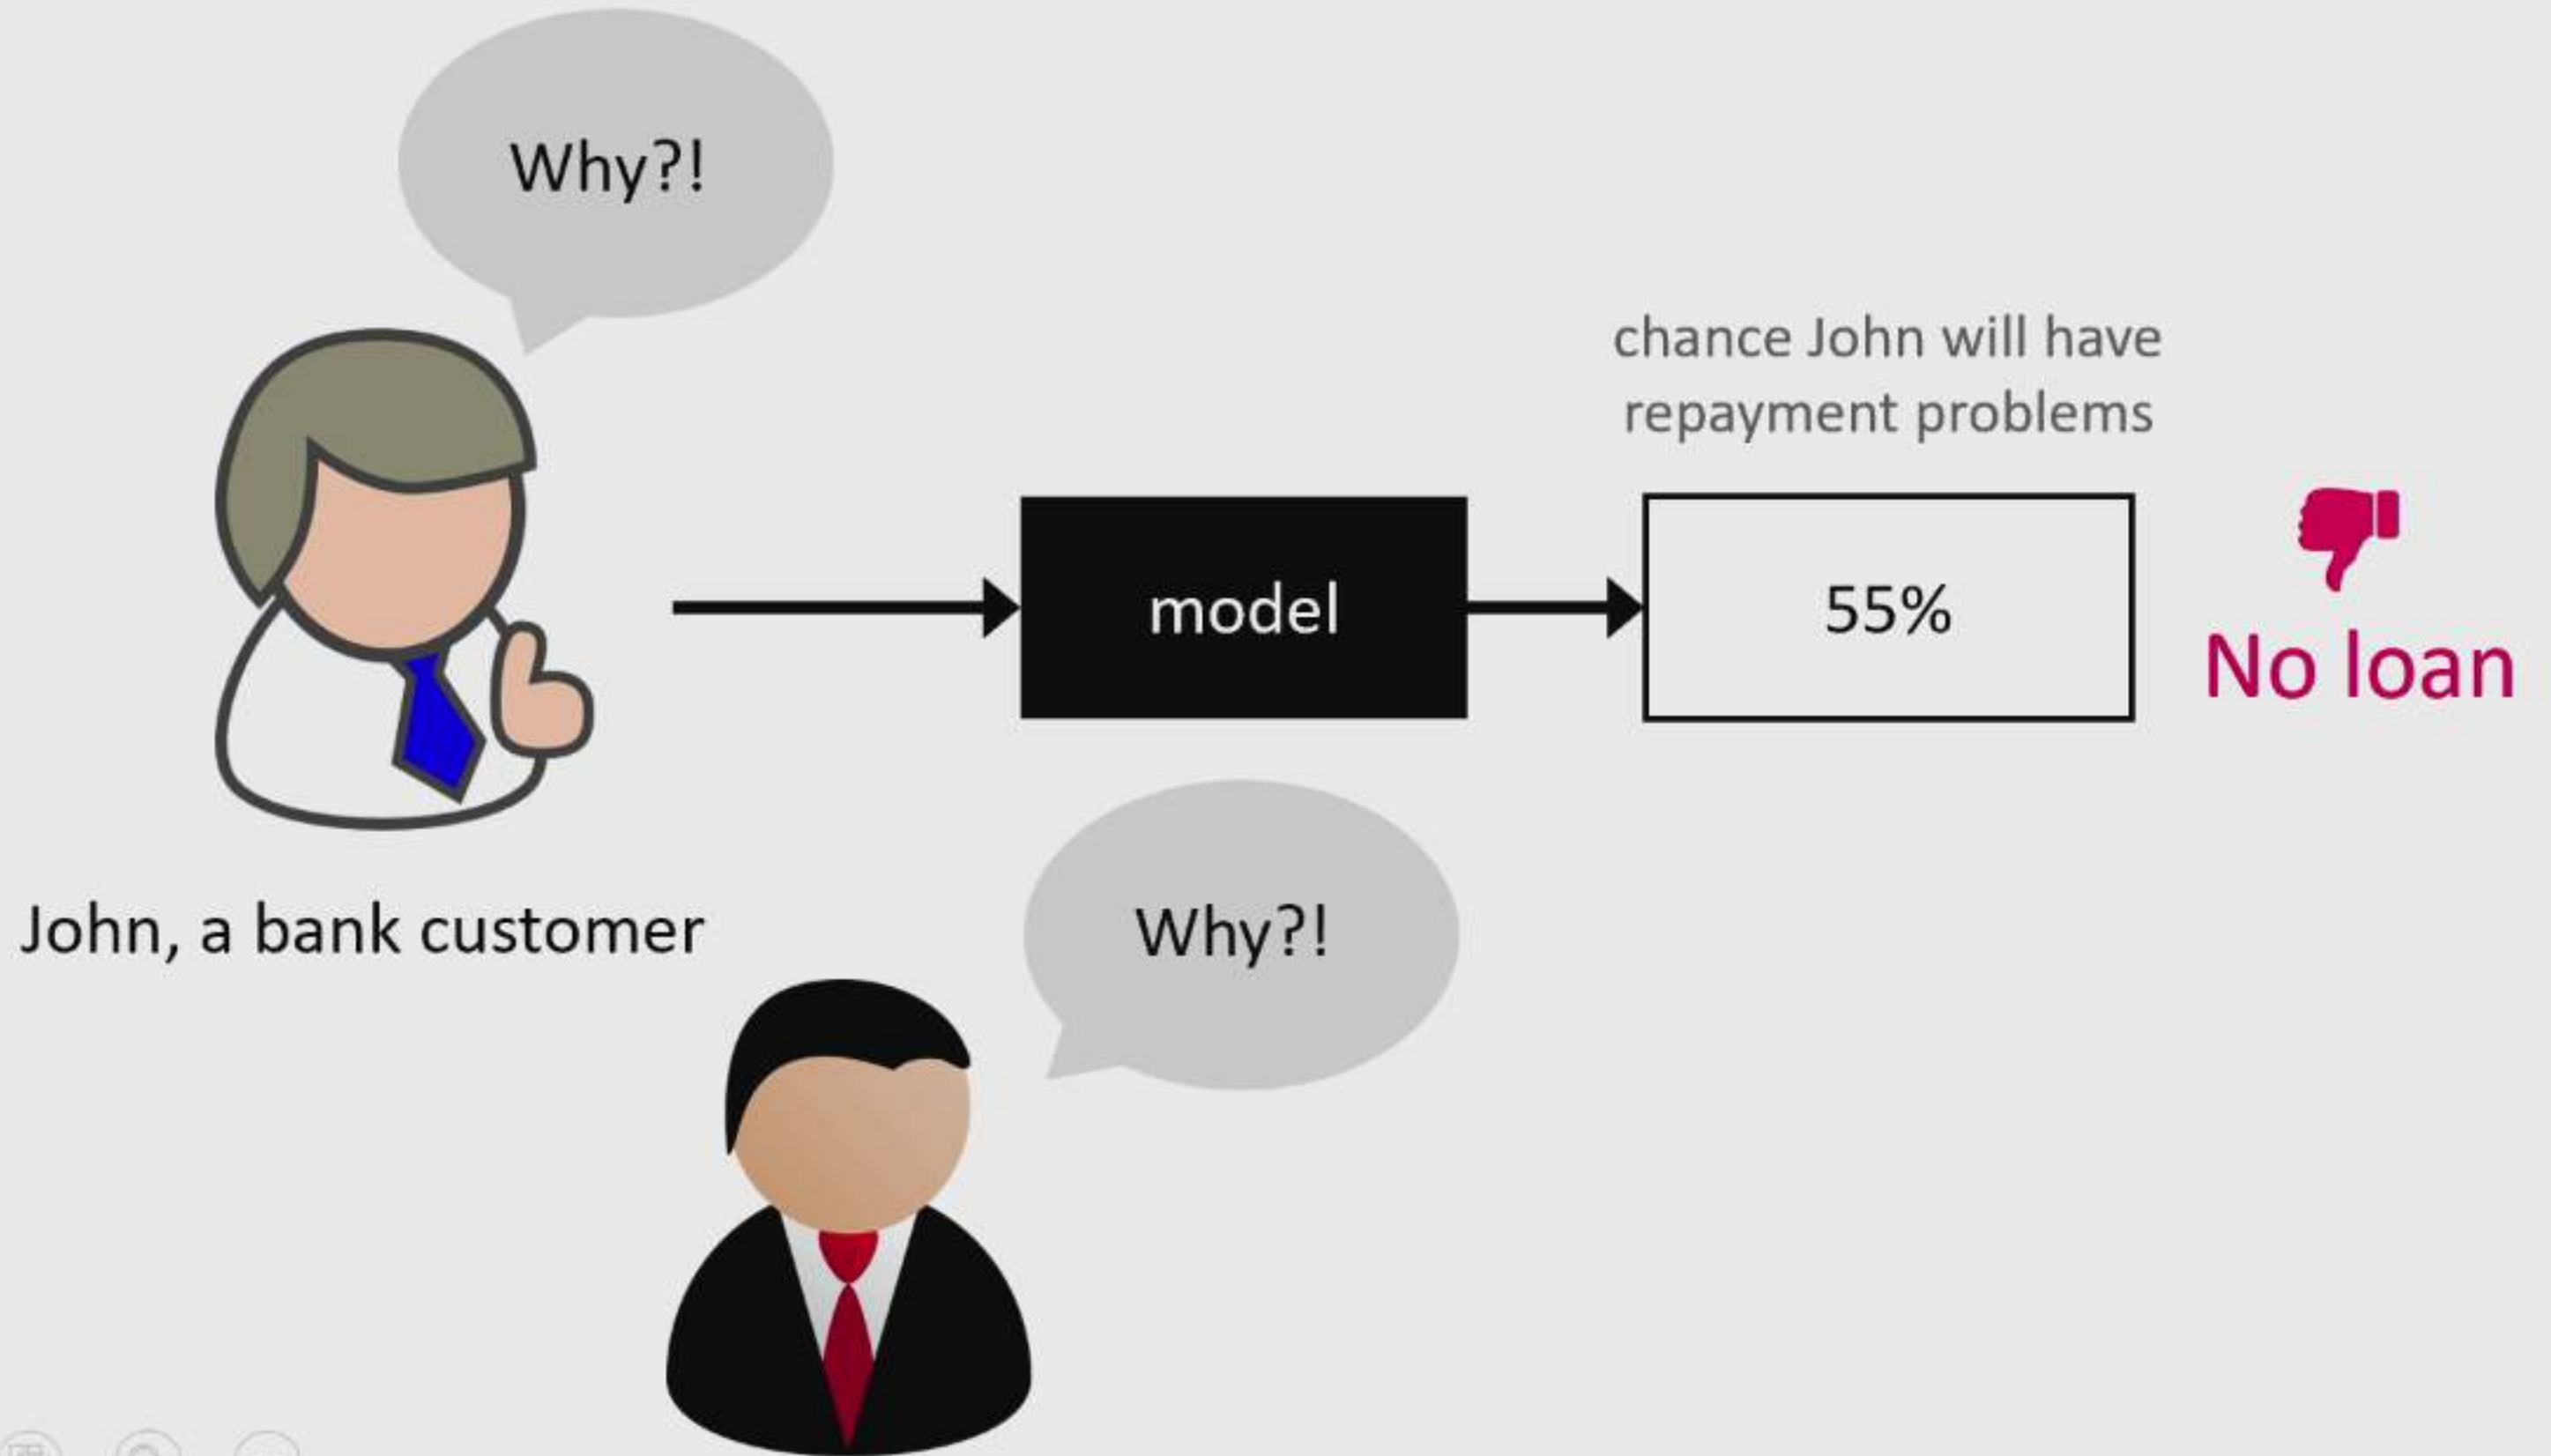 Why?!
chance John will have
repayment problems
model
55%
No loan
John, a bank customer
Why?!